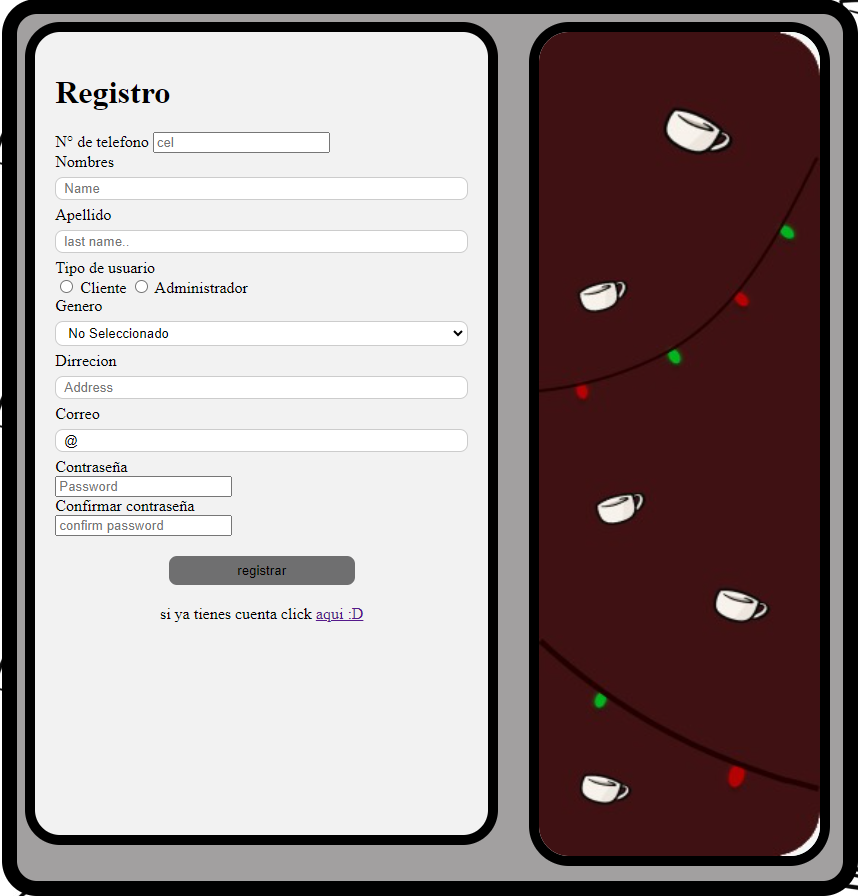 Registro
N° de telefono cel
Nombres
Name
Apellido
last name..
Tipo de usuario
Cliente Administrador
Genero
No Seleccionado
Dirrecion
Address
Correo
@
Contraseña
Password
Confirmar contraseña
confirm password
registrar
si ya tienes cuenta click aqui :D